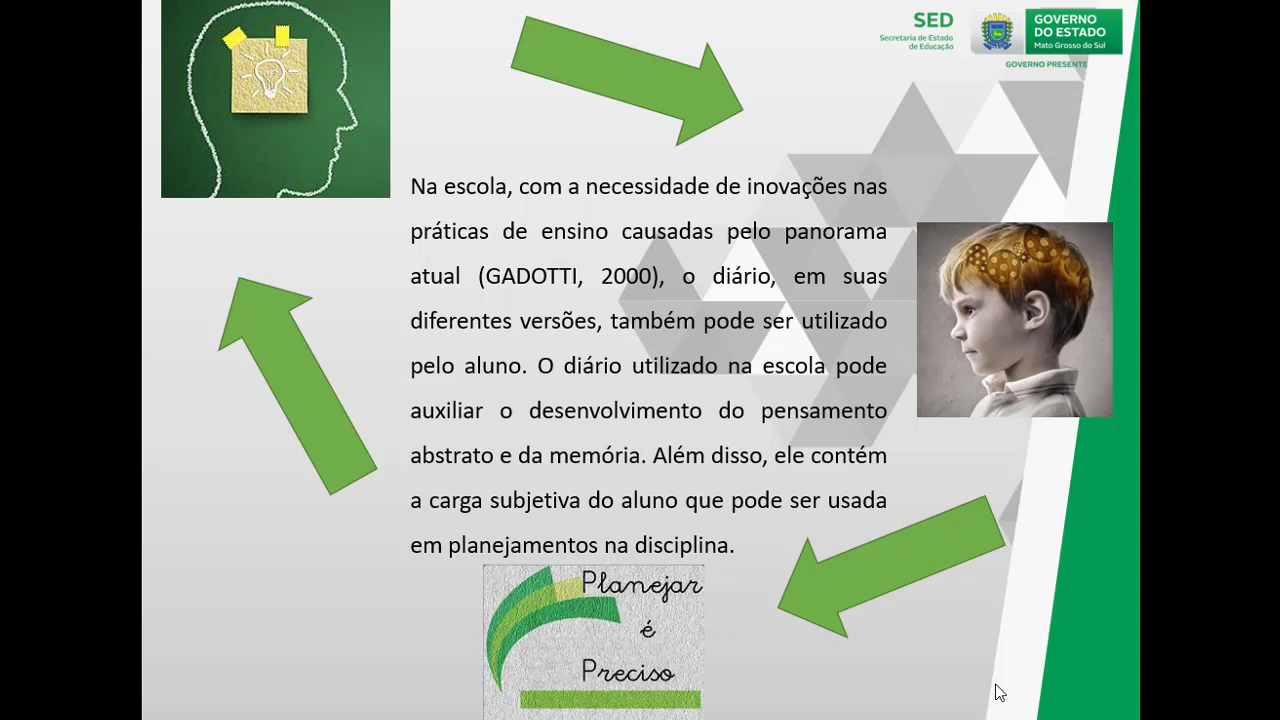 SED
Secretaria de Estado
de Educação
GOVERNO
DO ESTADO
Mato Grosso do Sul
GOVERNO PRESENTE
Na escola, com a necessidade de inovações nas
práticas de ensino causadas pelo panorama
atual (GADOTTI, 2000), o diário, em suas
diferentes versões, também pode ser utilizado
pelo aluno. O diário utilizado na escola pode
auxiliar o desenvolvimento do pensamento
abstrato e da memória. Além disso, ele contém
a carga subjetiva do aluno que pode ser usada
em planejamentos na disciplina.
Planejar
é
Preciso